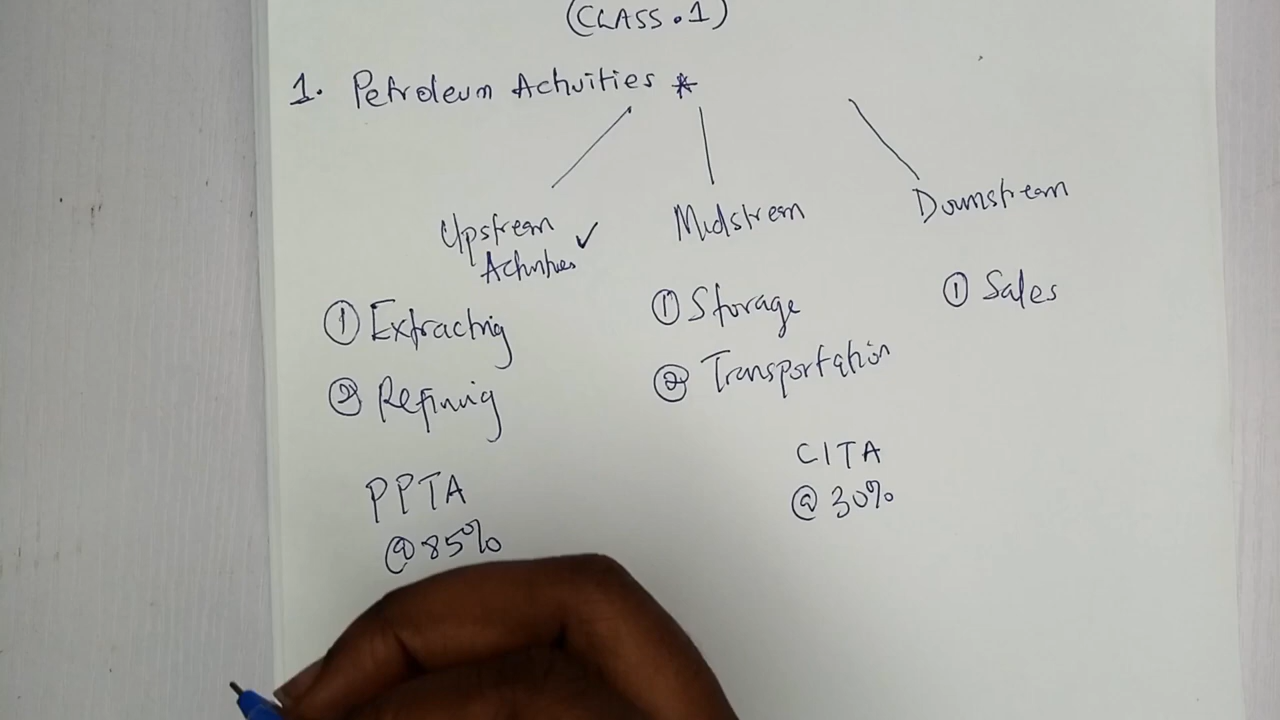 (CLASS.1)
1. Petroleum Activities *
Upstream ✓ Midstream Downstream
Activities
① Extracting ① Storage ① Sales
② Refining ② Transportation
PPTA CITA
@ 85% @ 30%